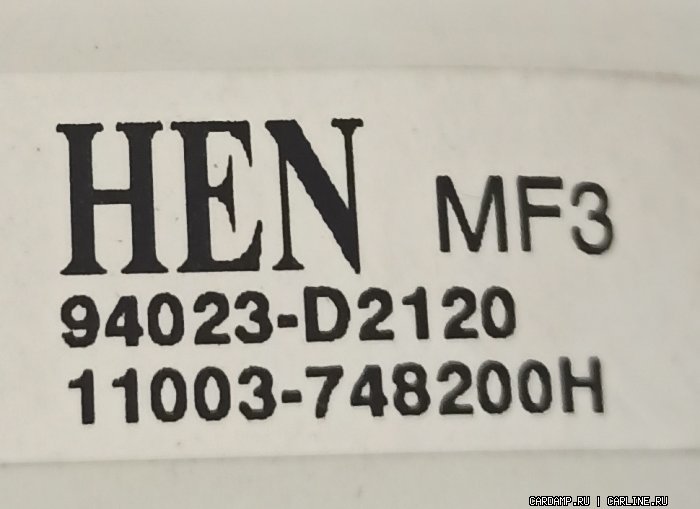 HEN MF3
94023-D2120
11003-748200H
CARDAMP.RU | CARLINE.RU